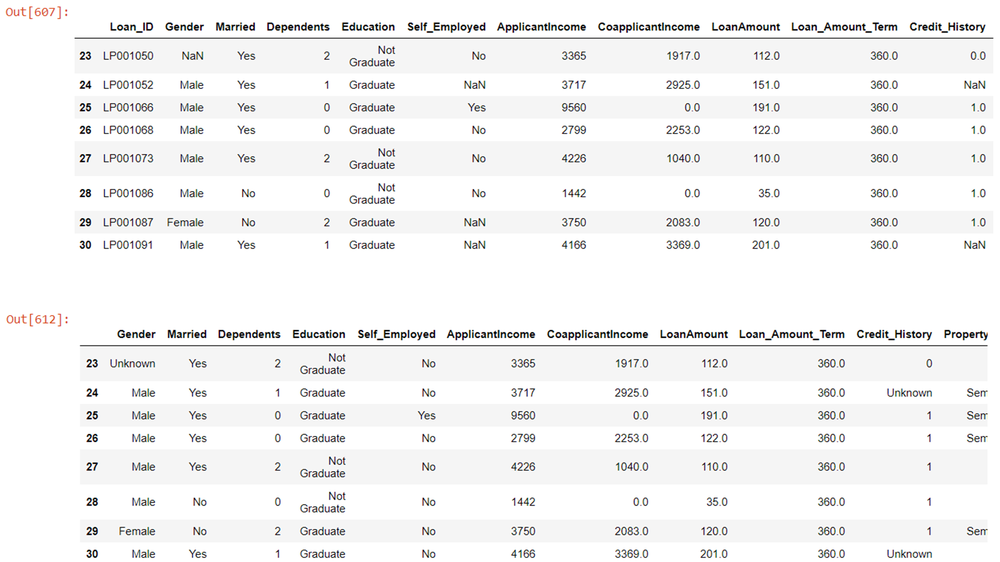 Out[607]:
Loan_ID Gender Married Dependents Education Self_Employed ApplicantIncome CoapplicantIncome LoanAmount Loan_Amount_Term Credit_History
23 LP001050 NaN Yes 2 Not Graduate No 3365 1917.0 112.0 360.0 0.0
24 LP001052 Male Yes 1 Graduate NaN 3717 2925.0 151.0 360.0 NaN
25 LP001066 Male Yes 0 Graduate Yes 9560 0.0 191.0 360.0 1.0
26 LP001068 Male Yes 0 Graduate No 2799 2253.0 122.0 360.0 1.0
27 LP001073 Male Yes 2 Not Graduate No 4226 1040.0 110.0 360.0 1.0
28 LP001086 Male No 0 Not Graduate No 1442 0.0 35.0 360.0 1.0
29 LP001087 Female No 2 Graduate NaN 3750 2083.0 120.0 360.0 1.0
30 LP001091 Male Yes 1 Graduate NaN 4166 3369.0 201.0 360.0 NaN
Out[612]:
Gender Married Dependents Education Self_Employed ApplicantIncome CoapplicantIncome LoanAmount Loan_Amount_Term Credit_History Property
23 Unknown Yes 2 Not Graduate No 3365 1917.0 112.0 360.0 0
24 Male Yes 1 Graduate No 3717 2925.0 151.0 360.0 Unknown Sem
25 Male Yes 0 Graduate Yes 9560 0.0 191.0 360.0 1 Sem
26 Male Yes 0 Graduate No 2799 2253.0 122.0 360.0 1 Sem
27 Male Yes 2 Not Graduate No 4226 1040.0 110.0 360.0 1
28 Male No 0 Not Graduate No 1442 0.0 35.0 360.0 1
29 Female No 2 Graduate No 3750 2083.0 120.0 360.0 1 Sem
30 Male Yes 1 Graduate No 4166 3369.0 201.0 360.0 Unknown